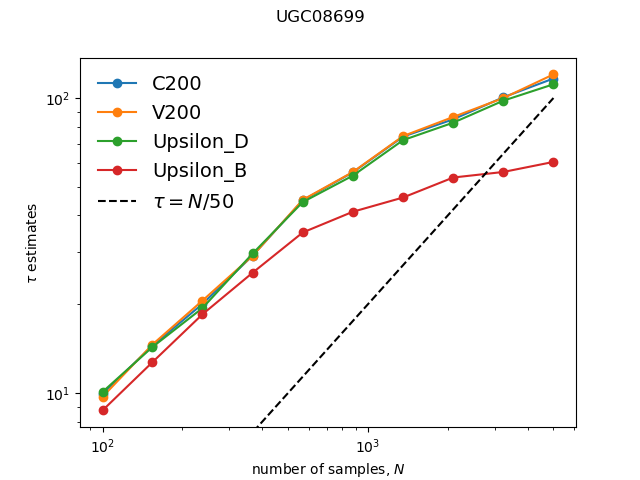 UGC08699
C200
V200
Upsilon_D
Upsilon_B
τ = N/50
10²
10¹
τ estimates
10²
10³
number of samples, N